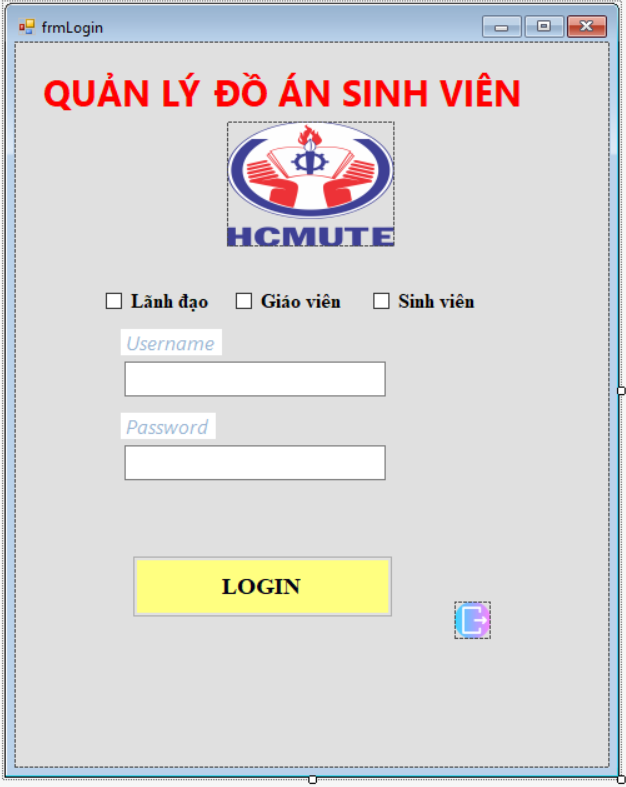 frmLogin
QUẢN LÝ ĐỒ ÁN SINH VIÊN
HCMUTE
Lãnh đạo Giáo viên Sinh viên
Username
Password
LOGIN